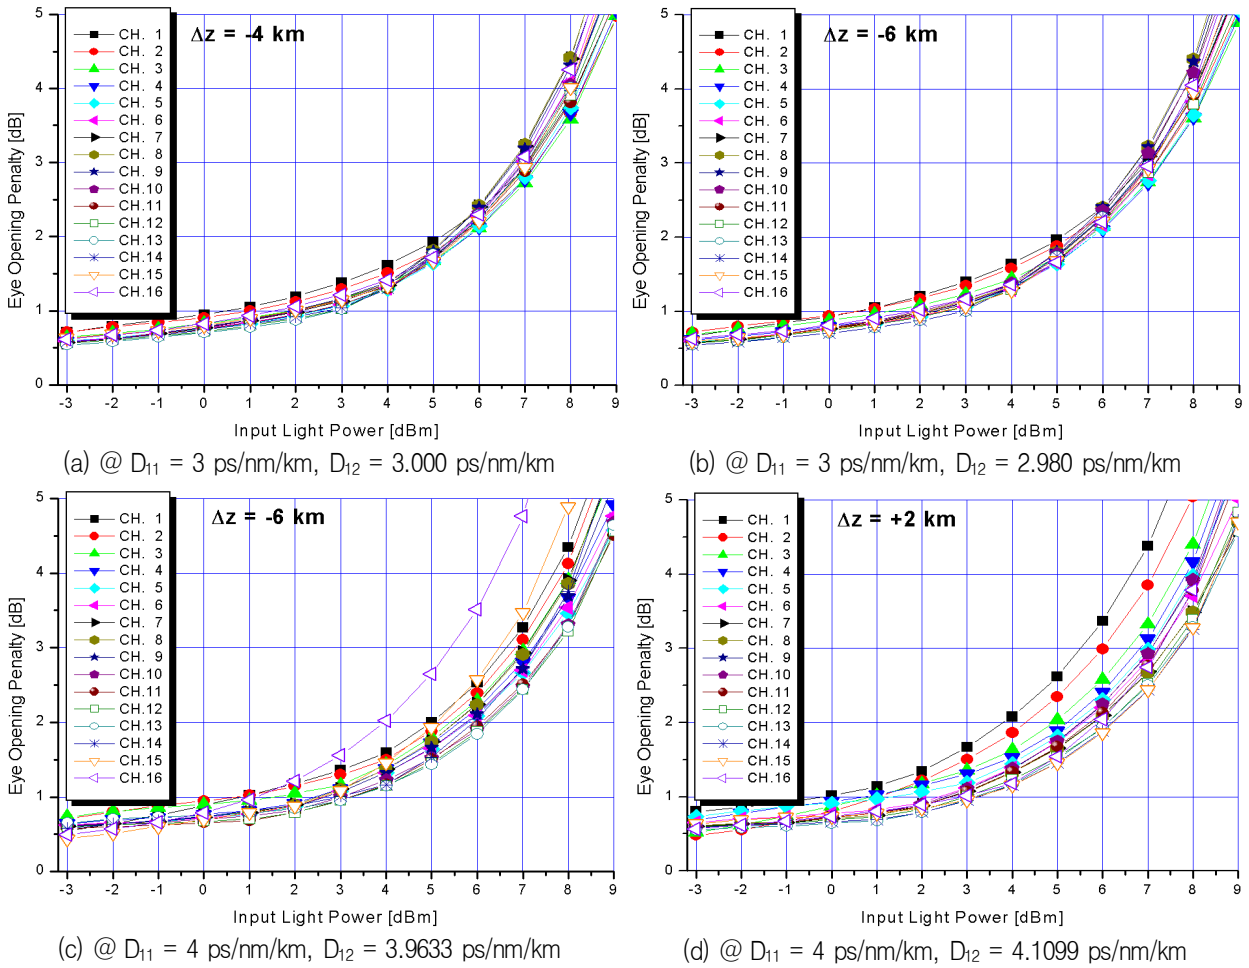 Δz = -4 km
CH. 1
CH. 2
CH. 3
CH. 4
CH. 5
CH. 6
CH. 7
CH. 8
CH. 9
CH.10
CH.11
CH.12
CH.13
CH.14
CH.15
CH.16
Eye Opening Penalty [dB]
5
4
3
2
1
0
-3 -2 -1 0 1 2 3 4 5 6 7 8 9
Input Light Power [dBm]
(a) @ D11 = 3 ps/nm/km, D12 = 3.000 ps/nm/km
Δz = -6 km
CH. 1
CH. 2
CH. 3
CH. 4
CH. 5
CH. 6
CH. 7
CH. 8
CH. 9
CH.10
CH.11
CH.12
CH.13
CH.14
CH.15
CH.16
Eye Opening Penalty [dB]
5
4
3
2
1
0
-3 -2 -1 0 1 2 3 4 5 6 7 8 9
Input Light Power [dBm]
(b) @ D11 = 3 ps/nm/km, D12 = 2.980 ps/nm/km
Δz = -6 km
CH. 1
CH. 2
CH. 3
CH. 4
CH. 5
CH. 6
CH. 7
CH. 8
CH. 9
CH.10
CH.11
CH.12
CH.13
CH.14
CH.15
CH.16
Eye Opening Penalty [dB]
5
4
3
2
1
0
-3 -2 -1 0 1 2 3 4 5 6 7 8 9
Input Light Power [dBm]
(c) @ D11 = 4 ps/nm/km, D12 = 3.9633 ps/nm/km
Δz = +2 km
CH. 1
CH. 2
CH. 3
CH. 4
CH. 5
CH. 6
CH. 7
CH. 8
CH. 9
CH.10
CH.11
CH.12
CH.13
CH.14
CH.15
CH.16
Eye Opening Penalty [dB]
5
4
3
2
1
0
-3 -2 -1 0 1 2 3 4 5 6 7 8 9
Input Light Power [dBm]
(d) @ D11 = 4 ps/nm/km, D12 = 4.1099 ps/nm/km